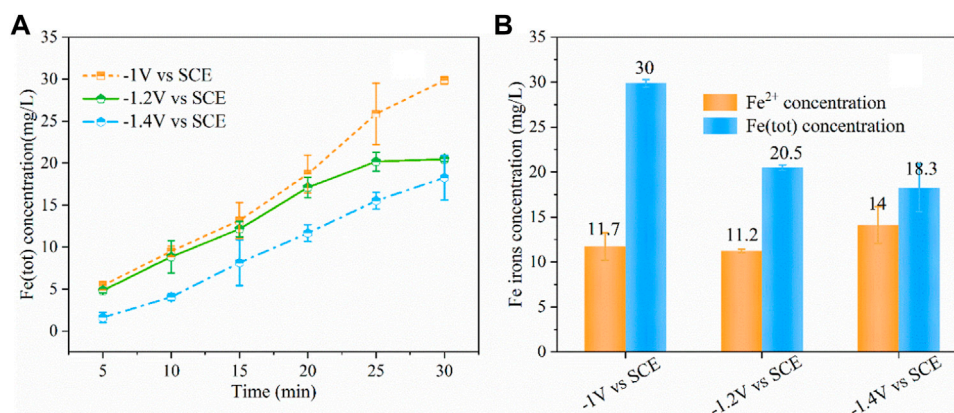 A
Fe(tot) concentration(mg/L)
35
30
25
20
15
10
5
0
-1V vs SCE
-1.2V vs SCE
-1.4V vs SCE
5 10 15 20 25 30
Time (min)
B
Fe irons concentration (mg/L)
35
30
25
20
15
10
5
0
Fe²⁺ concentration
Fe(tot) concentration
11.7
30
11.2
20.5
14
18.3
-1V vs SCE
-1.2V vs SCE
-1.4V vs SCE